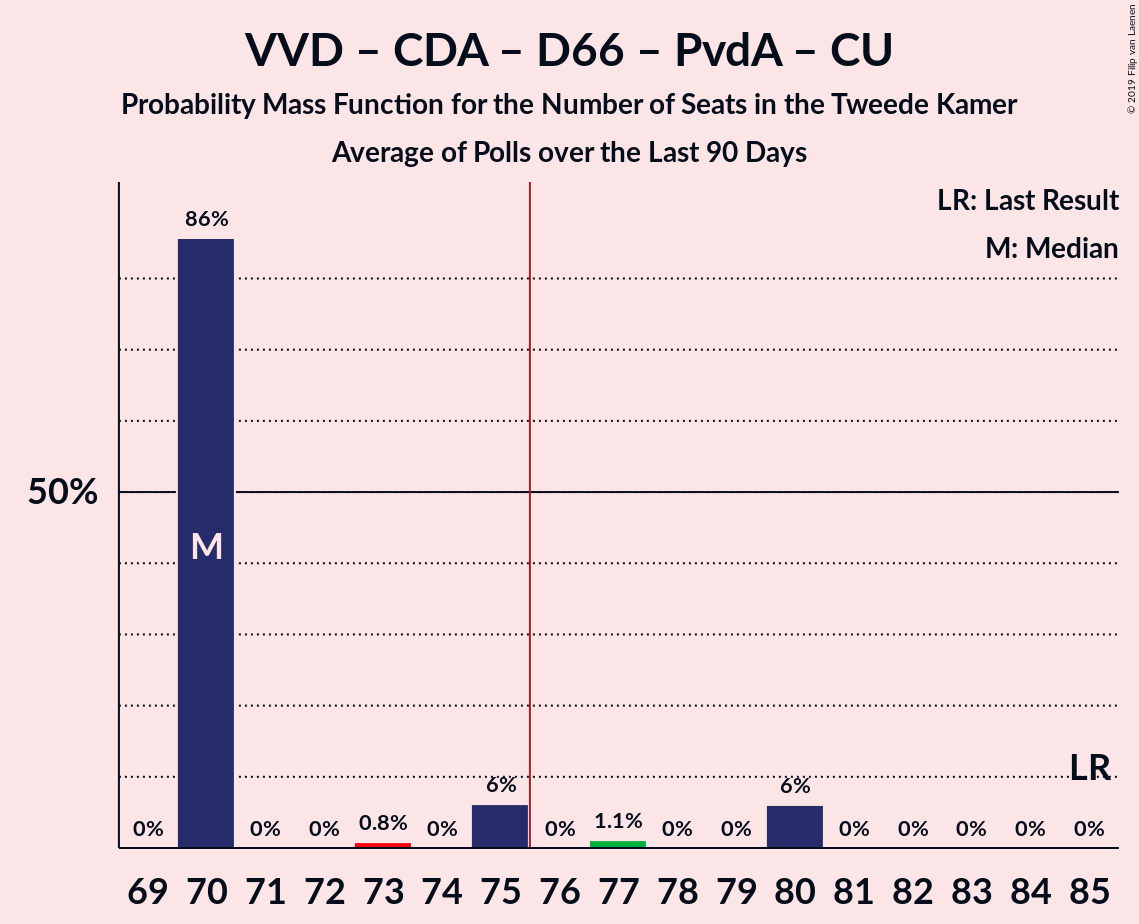 VVD – CDA – D66 – PvdA – CU
Probability Mass Function for the Number of Seats in the Tweede Kamer
Average of Polls over the Last 90 Days
© 2019 Filip van Laenen
LR: Last Result
M: Median
50%
0% 86% 0% 0% 0.8% 0% 6% 0% 1.1% 0% 0% 6% 0% 0% 0% 0% 0%
M
LR
69 70 71 72 73 74 75 76 77 78 79 80 81 82 83 84 85